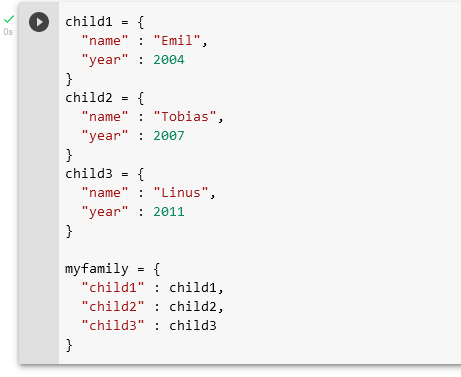 child1 = {
  "name" : "Emil",
  "year" : 2004
}
child2 = {
  "name" : "Tobias",
  "year" : 2007
}
child3 = {
  "name" : "Linus",
  "year" : 2011
}

myfamily = {
  "child1" : child1,
  "child2" : child2,
  "child3" : child3
}
0s